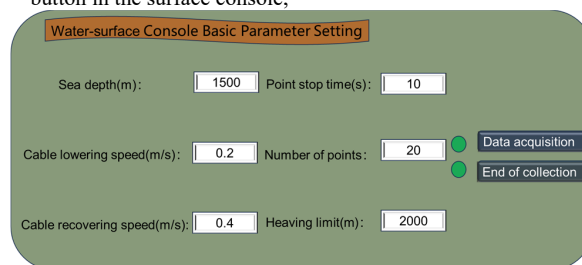 button in the surface console;
Water-surface Console Basic Parameter Setting
Sea depth(m): 1500 Point stop time(s): 10
Cable lowering speed(m/s): 0.2 Number of points: 20 Data acquisition
End of collection
Cable recovering speed(m/s): 0.4 Heaving limit(m): 2000